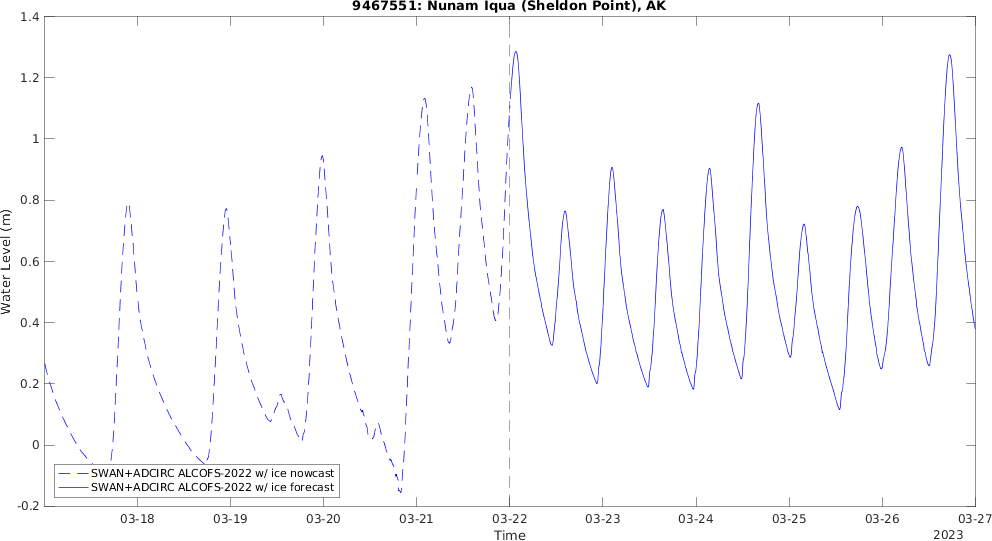 9467551: Nunam Iqua (Sheldon Point), AK
Water Level (m)
1.4
1.2
1
0.8
0.6
0.4
0.2
0
-0.2
SWAN+ADCIRC ALCOFS-2022 w/ ice nowcast
SWAN+ADCIRC ALCOFS-2022 w/ ice forecast
03-18 03-19 03-20 03-21 03-22 03-23 03-24 03-25 03-26 03-27
Time
2023